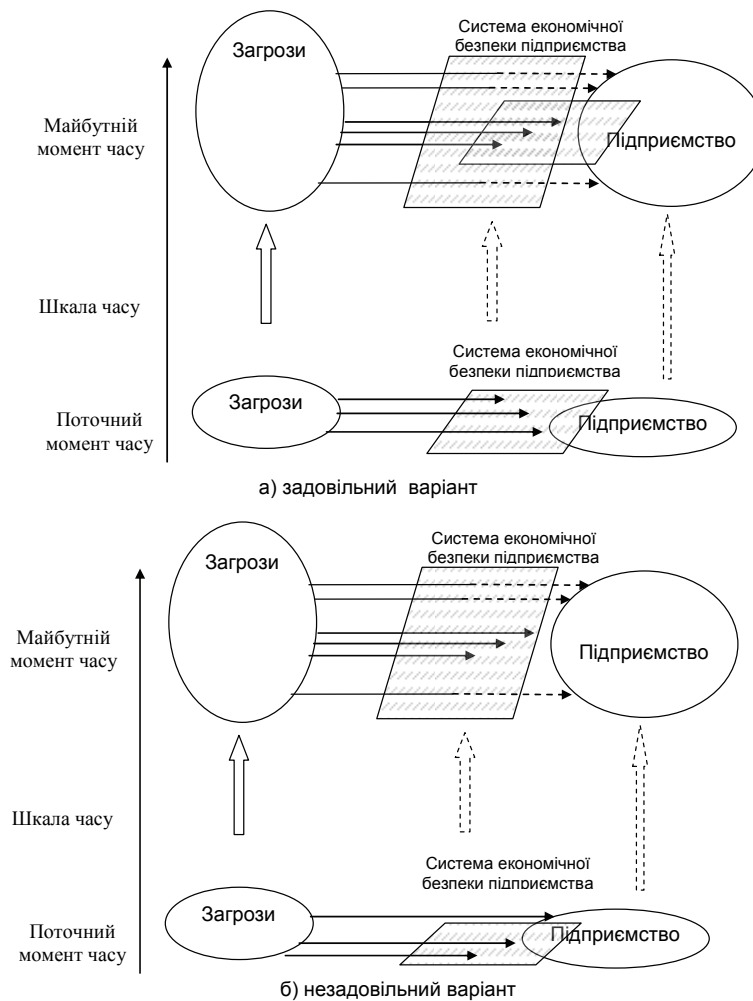 Система економічної
безпеки підприємства
Загрози
Майбутній
момент часу
Підприємство
Шкала часу
Система економічної
безпеки підприємства
Загрози
Поточний
момент часу
Підприємство
а) задовільний варіант
Система економічної
безпеки підприємства
Загрози
Майбутній
момент часу
Підприємство
Шкала часу
Система економічної
безпеки підприємства
Загрози
Поточний
момент часу
Підприємство
б) незадовільний варіант